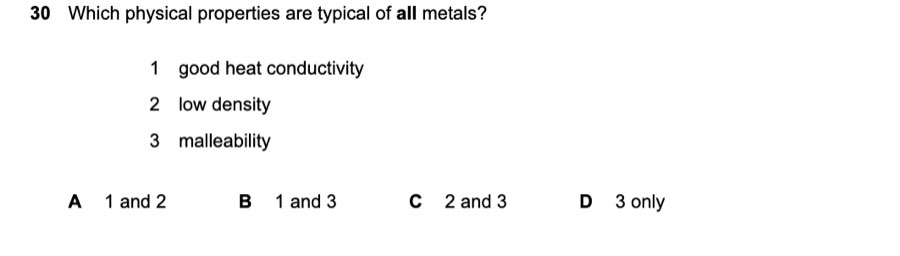 30 Which physical properties are typical of all metals?
1 good heat conductivity
2 low density
3 malleability
A 1 and 2 B 1 and 3 C 2 and 3 D 3 only